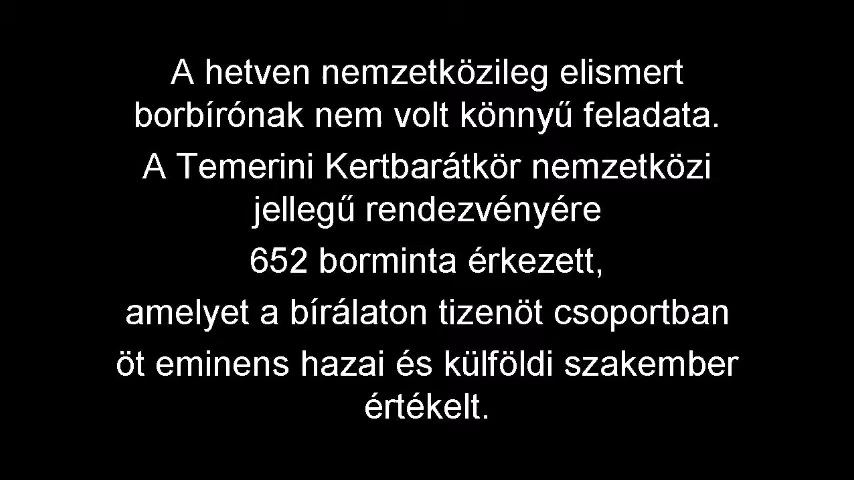 A hetven nemzetközileg elismert
borbírónak nem volt könnyű feladata.
A Temerini Kertbarátkör nemzetközi
jellegű rendezvényére
652 borminta érkezett,
amelyet a bírálaton tizenöt csoportban
öt eminens hazai és külföldi szakember
értékelt.